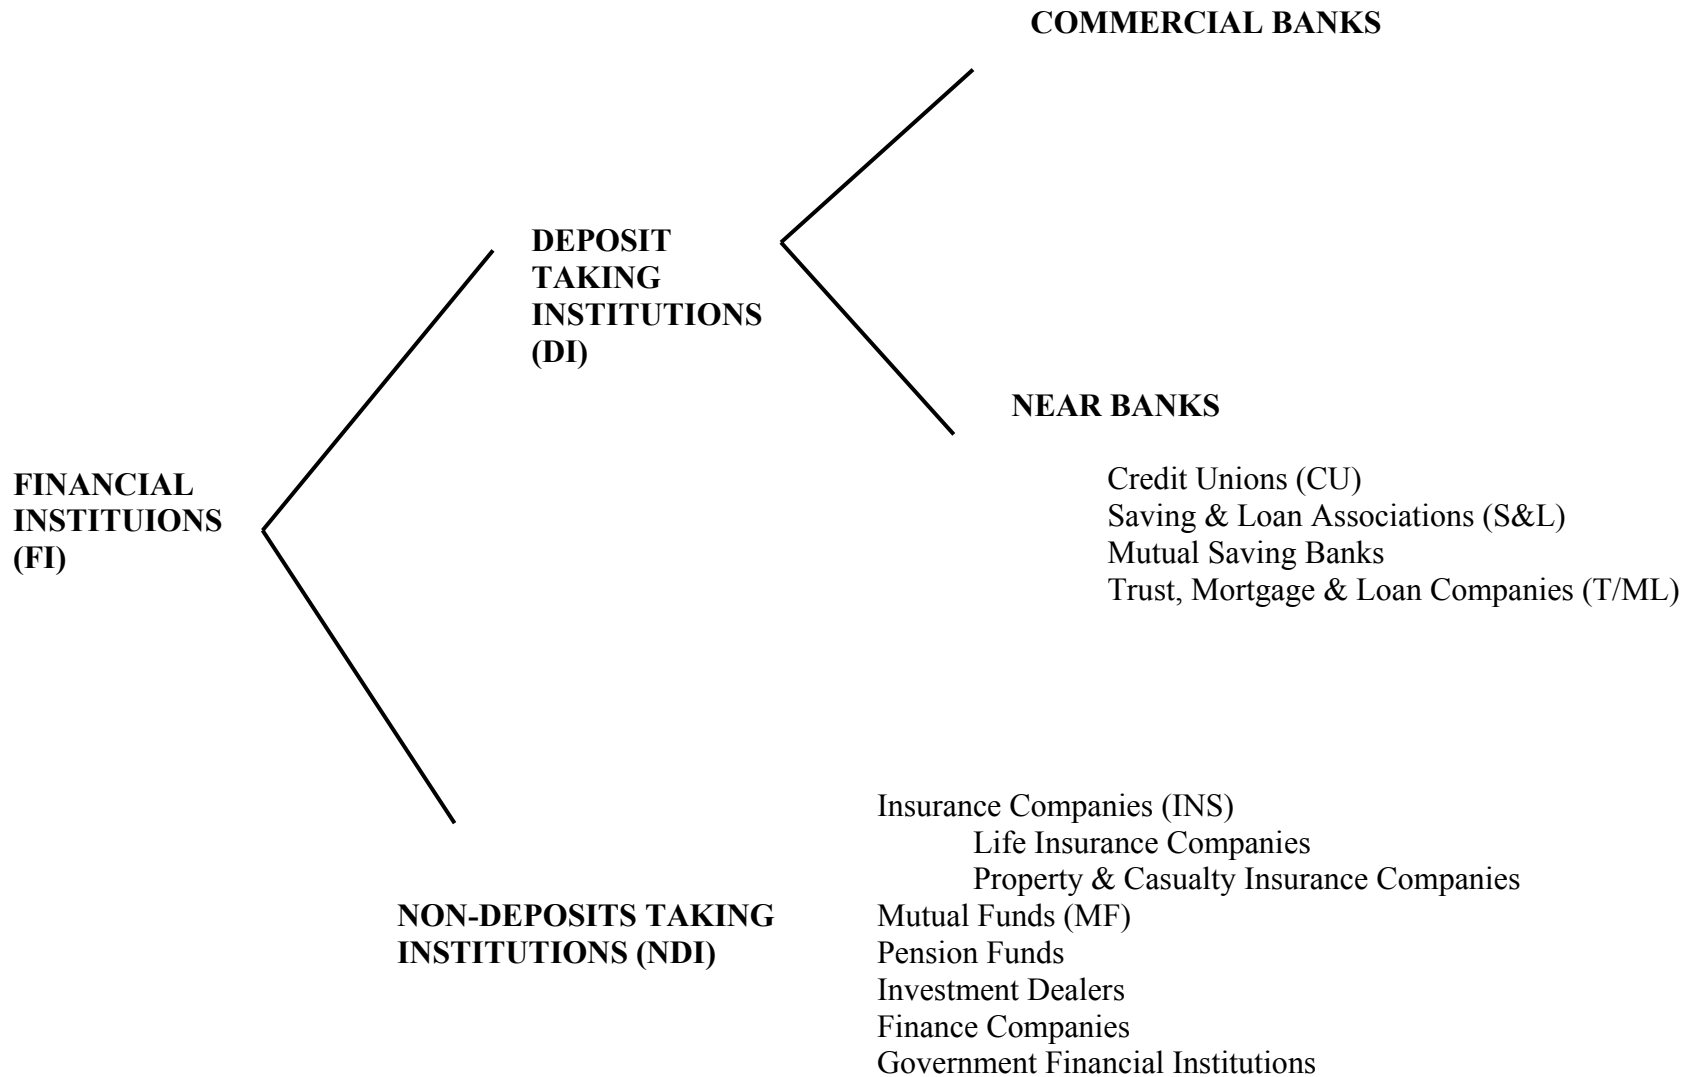 COMMERCIAL BANKS
DEPOSIT
TAKING
INSTITUTIONS
(DI)
NEAR BANKS
Credit Unions (CU)
Saving & Loan Associations (S&L)
Mutual Saving Banks
Trust, Mortgage & Loan Companies (T/ML)
FINANCIAL
INSTITUIONS
(FI)
NON-DEPOSITS TAKING
INSTITUTIONS (NDI)
Insurance Companies (INS)
Life Insurance Companies
Property & Casualty Insurance Companies
Mutual Funds (MF)
Pension Funds
Investment Dealers
Finance Companies
Government Financial Institutions